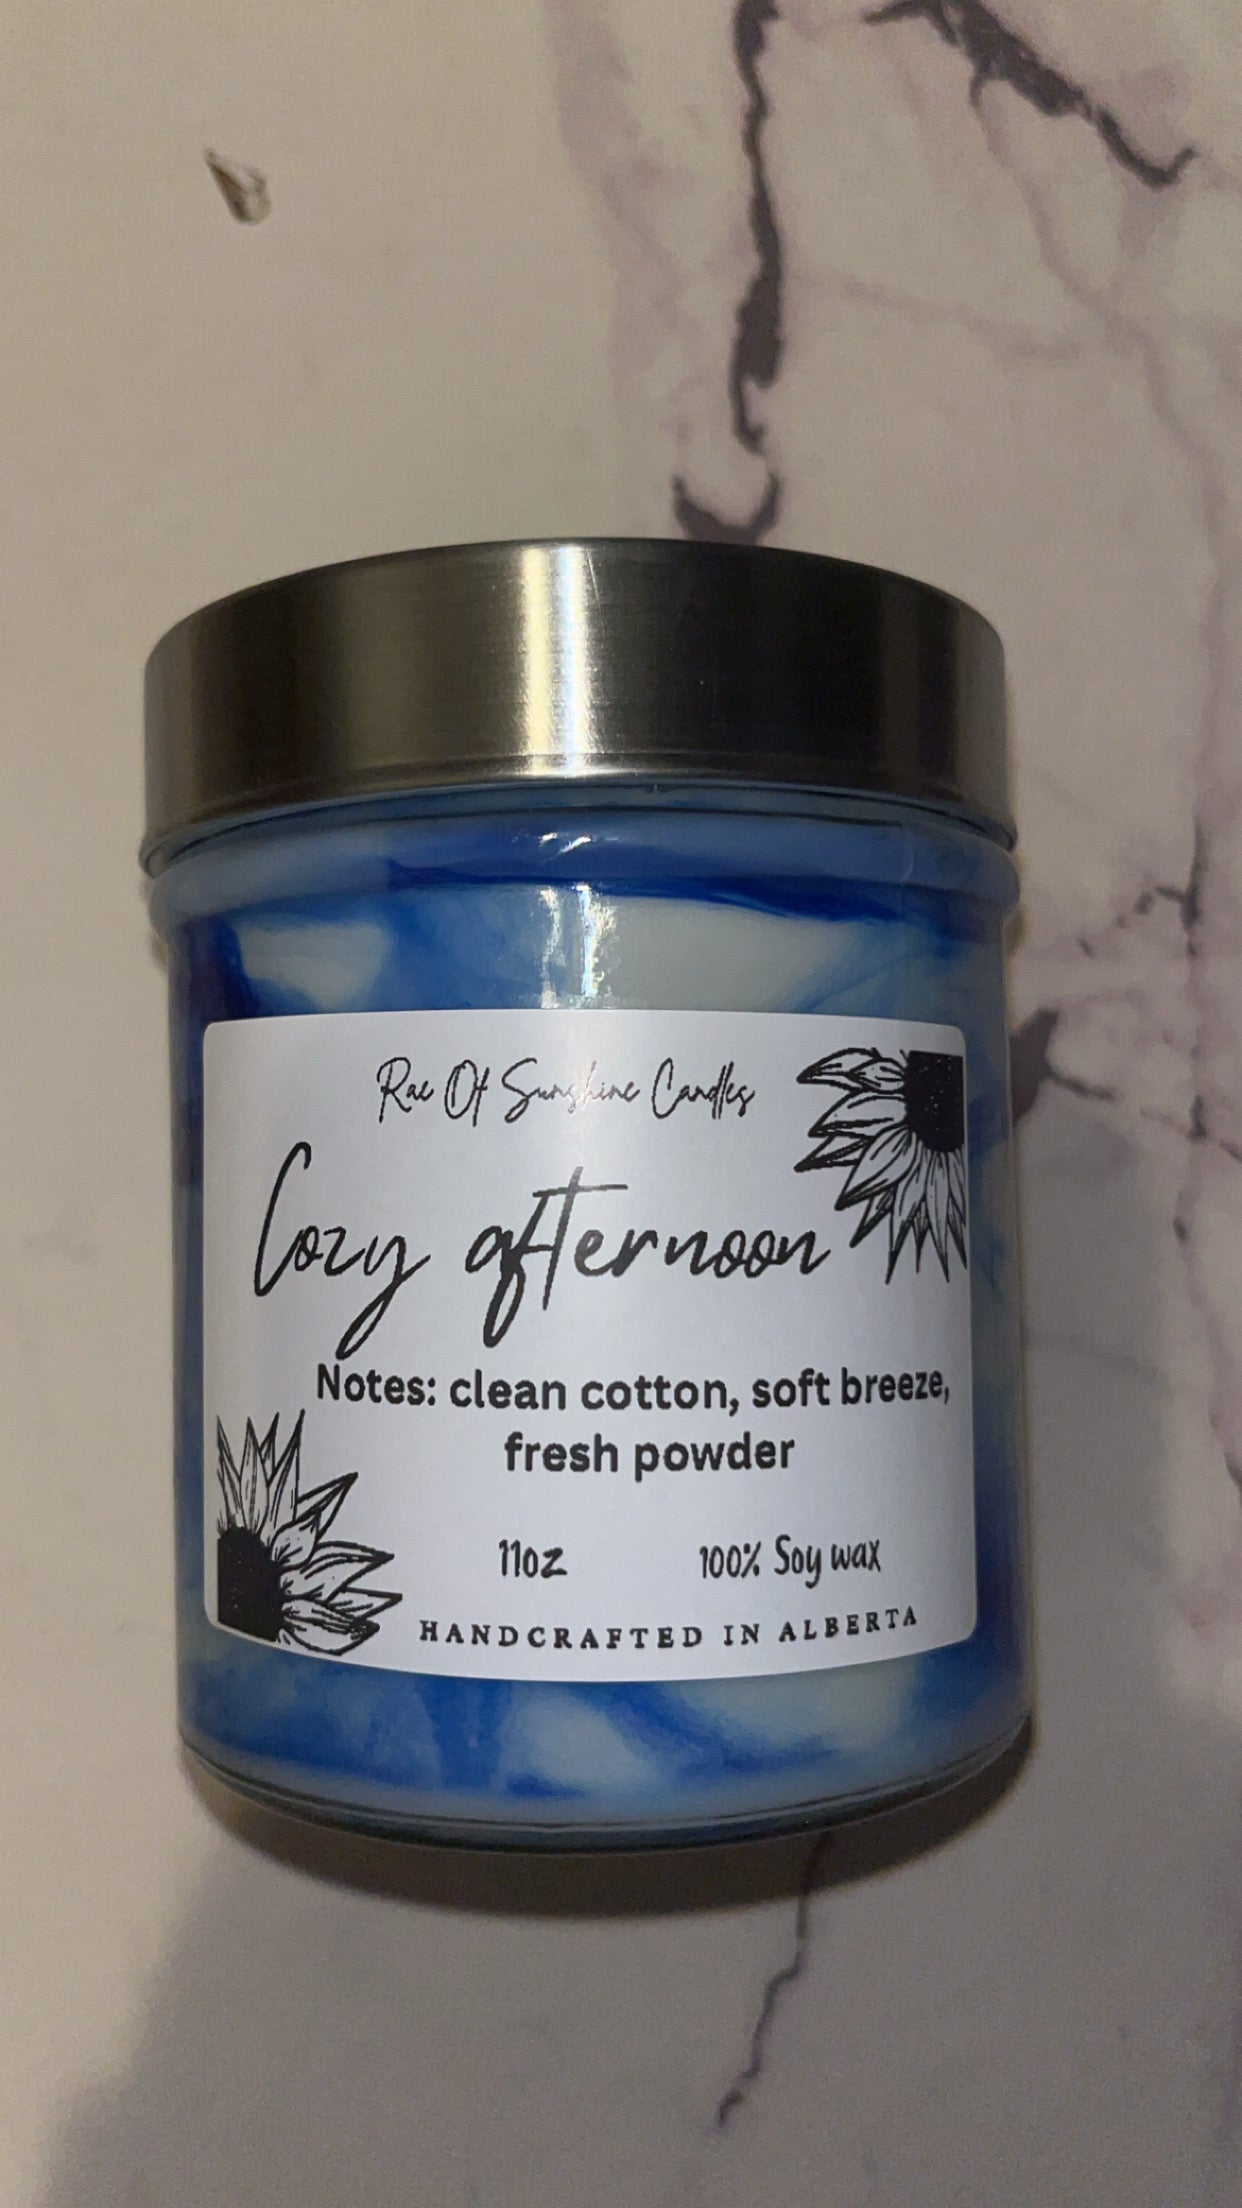 Rae Of Sunshine Candles
Cozy afternoon
Notes: clean cotton, soft breeze,
fresh powder
11oz 100% Soy wax
HANDCRAFTED IN ALBERTA